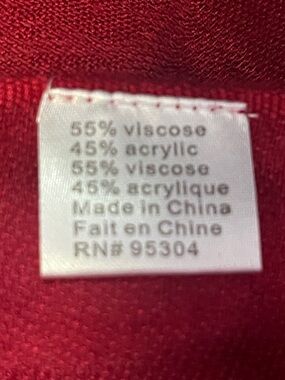 55% viscose
45% acrylic
55% viscose
45% acrylique
Made in China
Fait en Chine
RN# 95304